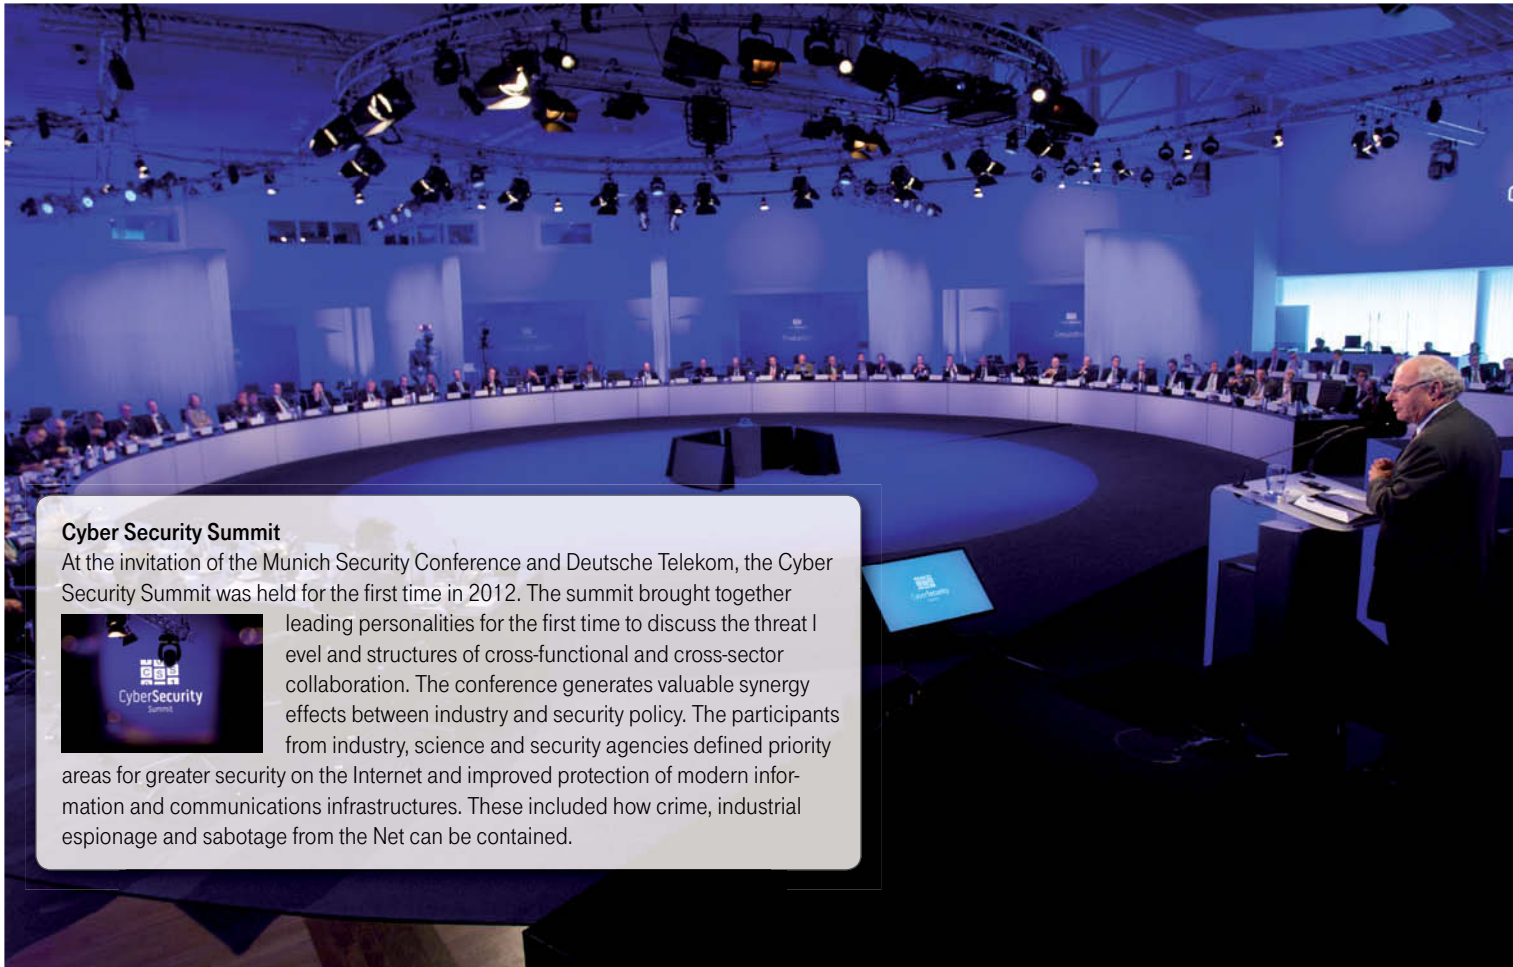 Cyber Security Summit
At the invitation of the Munich Security Conference and Deutsche Telekom, the Cyber
Security Summit was held for the first time in 2012. The summit brought together
leading personalities for the first time to discuss the threat l
evel and structures of cross-functional and cross-sector
collaboration. The conference generates valuable synergy
effects between industry and security policy. The participants
from industry, science and security agencies defined priority
areas for greater security on the Internet and improved protection of modern infor-
mation and communications infrastructures. These included how crime, industrial
espionage and sabotage from the Net can be contained.
CSS
CyberSecurity
Summit
CyberSecurity